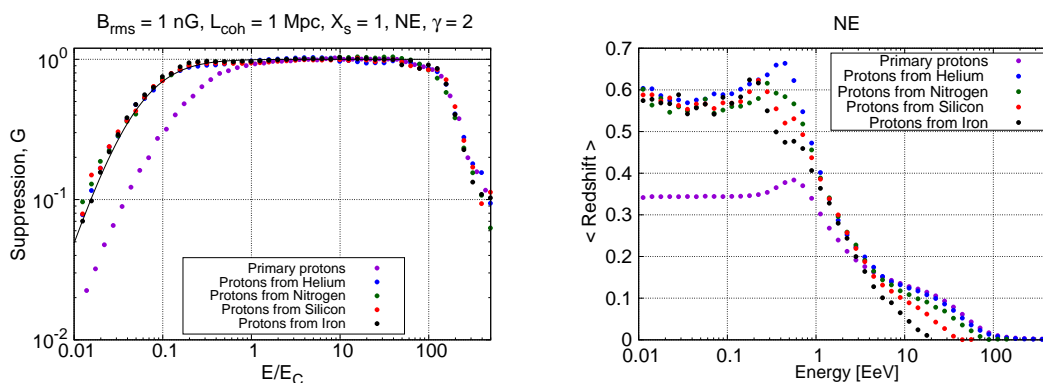 B_rms = 1 nG, L_coh = 1 Mpc, X_s = 1, NE, γ = 2
Suppression, G
10^0
10^-1
10^-2
Primary protons
Protons from Helium
Protons from Nitrogen
Protons from Silicon
Protons from Iron
0.01 0.1 1 10 100
E/E_C
NE
< Redshift >
0.7
0.6
0.5
0.4
0.3
0.2
0.1
0
Primary protons
Protons from Helium
Protons from Nitrogen
Protons from Silicon
Protons from Iron
0.01 0.1 1 10 100
Energy [EeV]